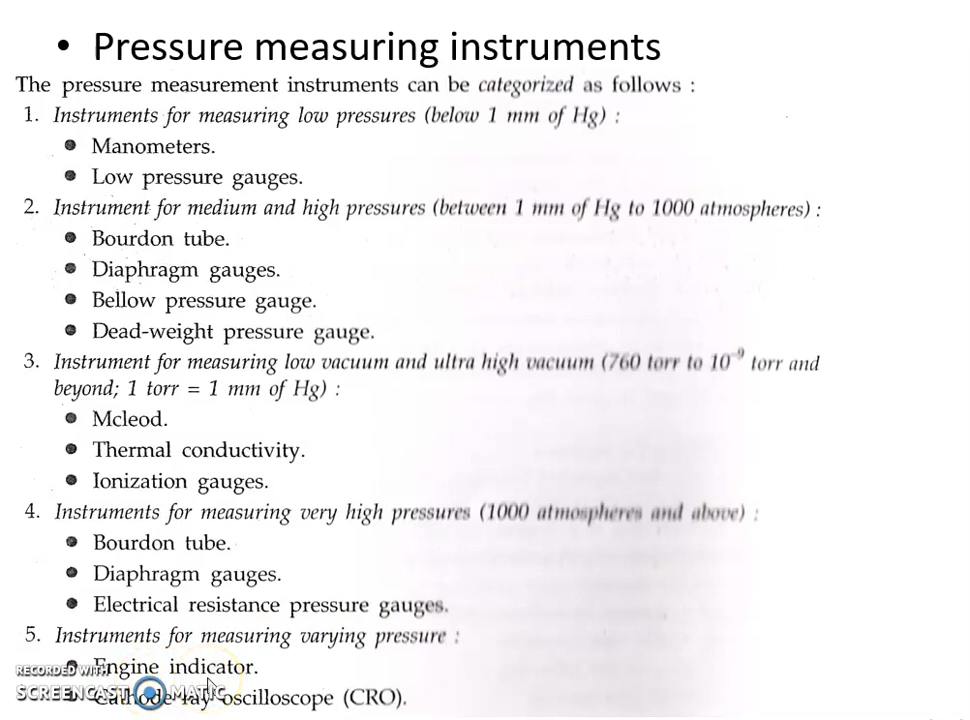 • Pressure measuring instruments
The pressure measurement instruments can be categorized as follows :
1. Instruments for measuring low pressures (below 1 mm of Hg) :
● Manometers.
● Low pressure gauges.
2. Instrument for medium and high pressures (between 1 mm of Hg to 1000 atmospheres) :
● Bourdon tube.
● Diaphragm gauges.
● Bellow pressure gauge.
● Dead-weight pressure gauge.
3. Instrument for measuring low vacuum and ultra high vacuum (760 torr to 10⁻⁹ torr and
beyond; 1 torr = 1 mm of Hg) :
● Mcleod.
● Thermal conductivity.
● Ionization gauges.
4. Instruments for measuring very high pressures (1000 atmospheres and above) :
● Bourdon tube.
● Diaphragm gauges.
● Electrical resistance pressure gauges.
5. Instruments for measuring varying pressure :
● Engine indicator.
● Cathode ray oscilloscope (CRO).
RECORDED WITH
SCREENCAST MATIC